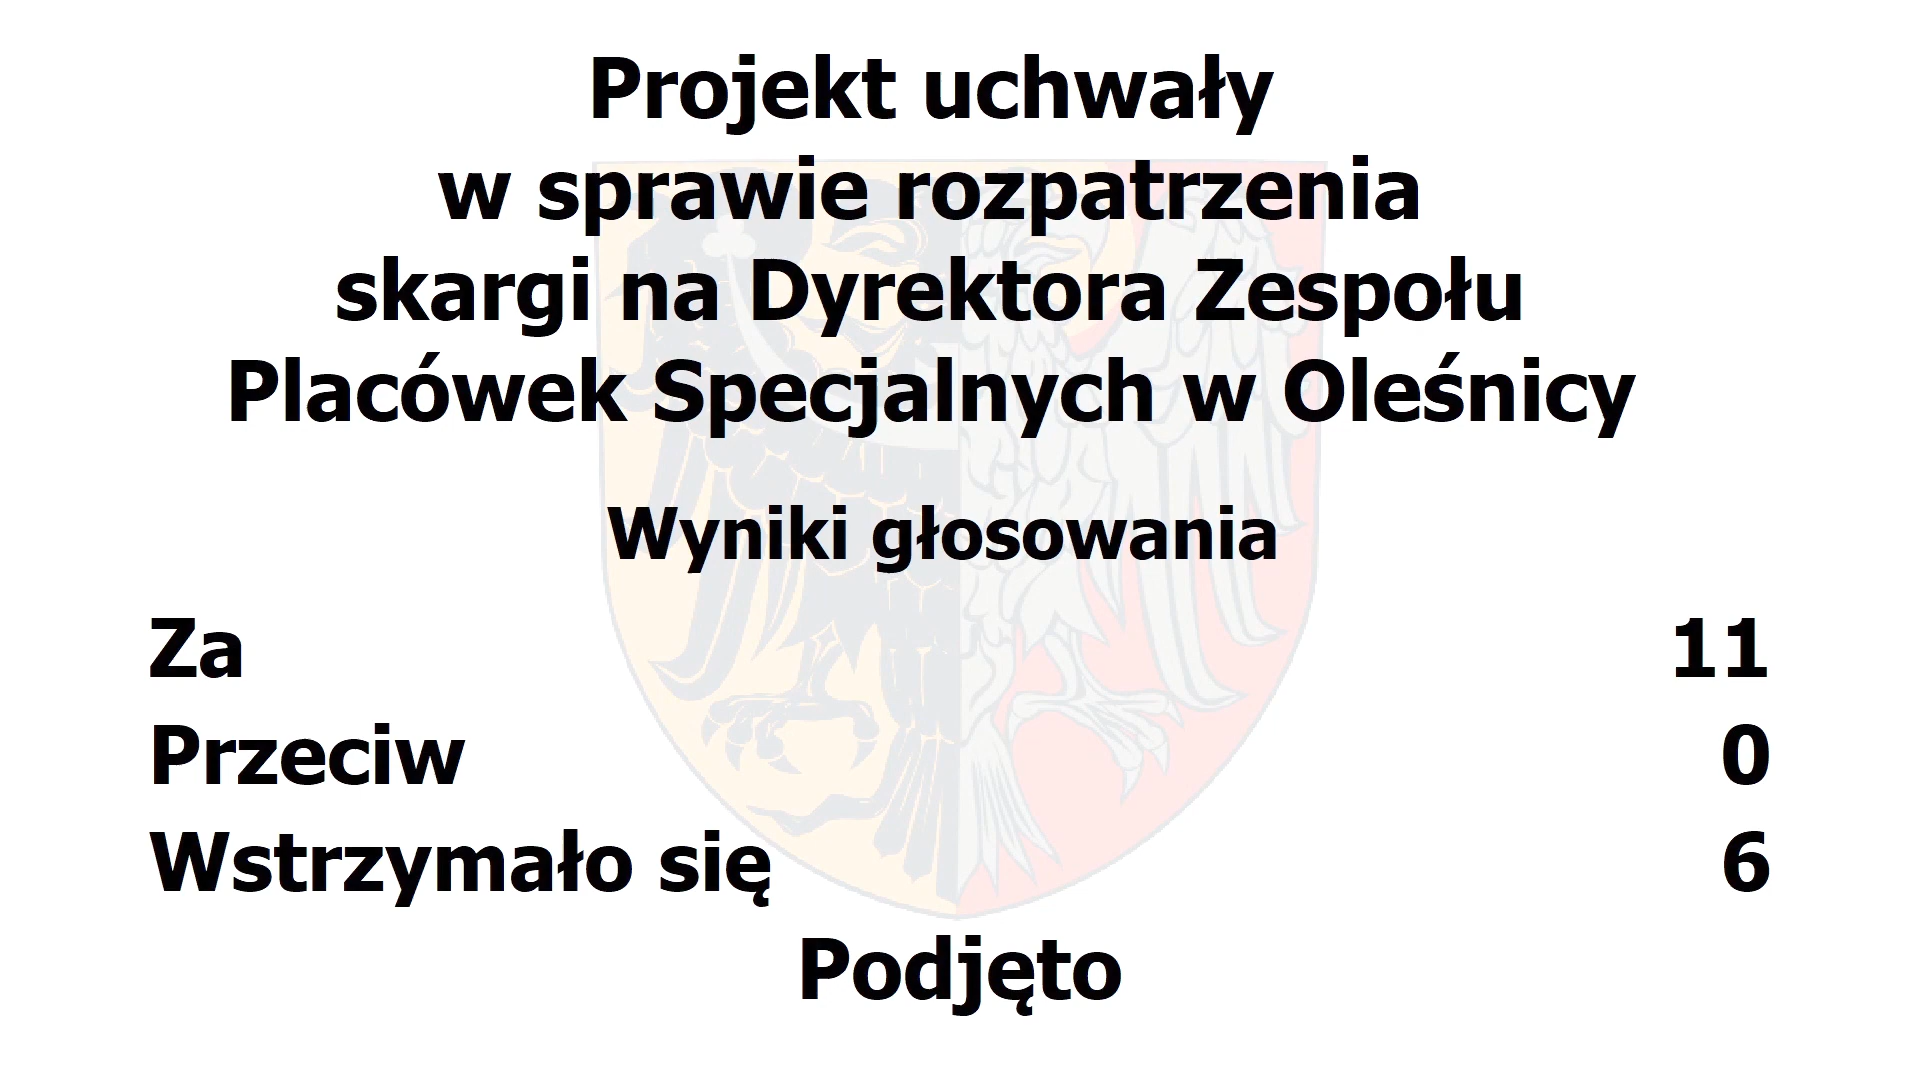 Projekt uchwały
w sprawie rozpatrzenia
skargi na Dyrektora Zespołu
Placówek Specjalnych w Oleśnicy
Wyniki głosowania
Za 11
Przeciw 0
Wstrzymało się 6
Podjęto